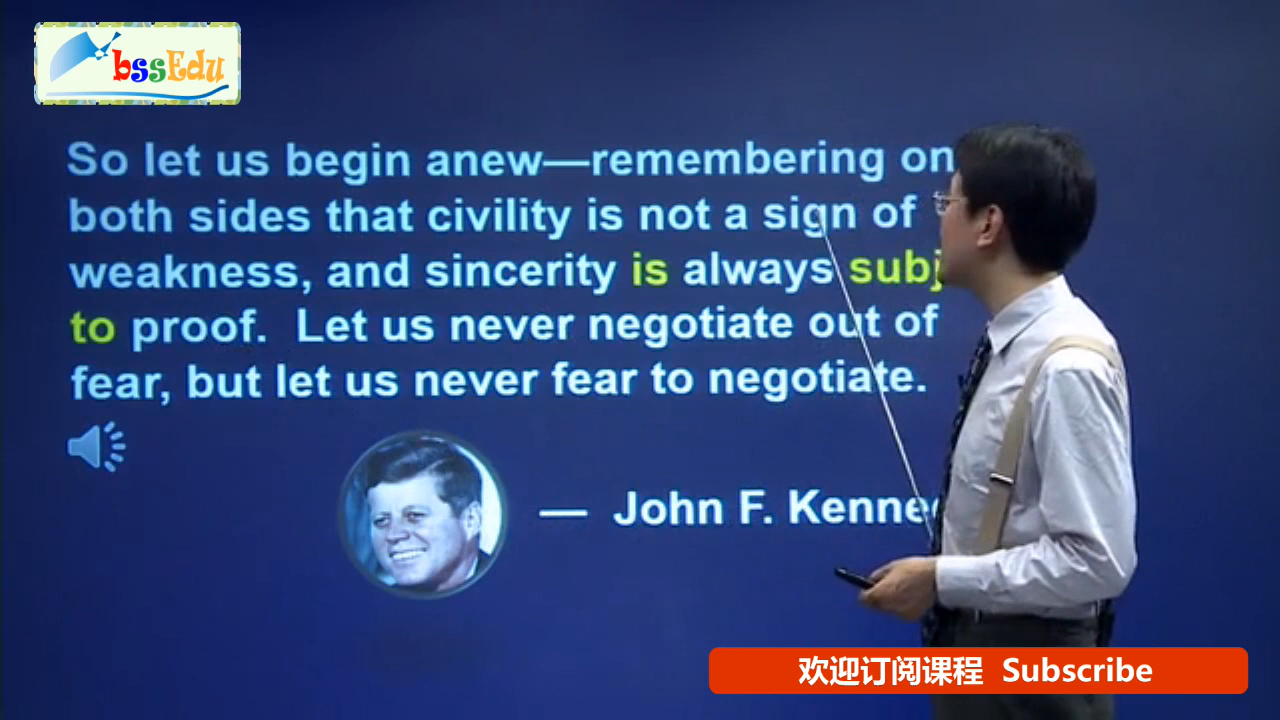 bssEdu
So let us begin anew—remembering on
both sides that civility is not a sign of
weakness, and sincerity is always subj
to proof. Let us never negotiate out of
fear, but let us never fear to negotiate.
— John F. Kenne
欢迎订阅课程 Subscribe